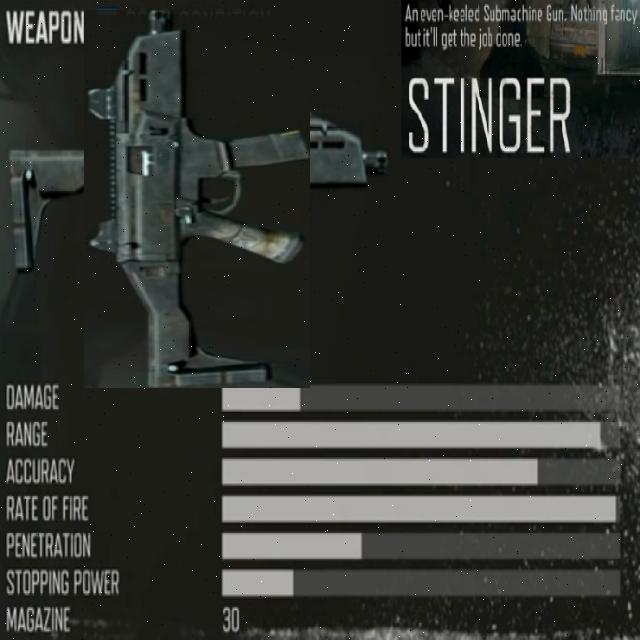 WEAPON
An even-keeled Submachine Gun. Nothing fancy
but it'll get the job done.
STINGER
DAMAGE
RANGE
ACCURACY
RATE OF FIRE
PENETRATION
STOPPING POWER
MAGAZINE 30